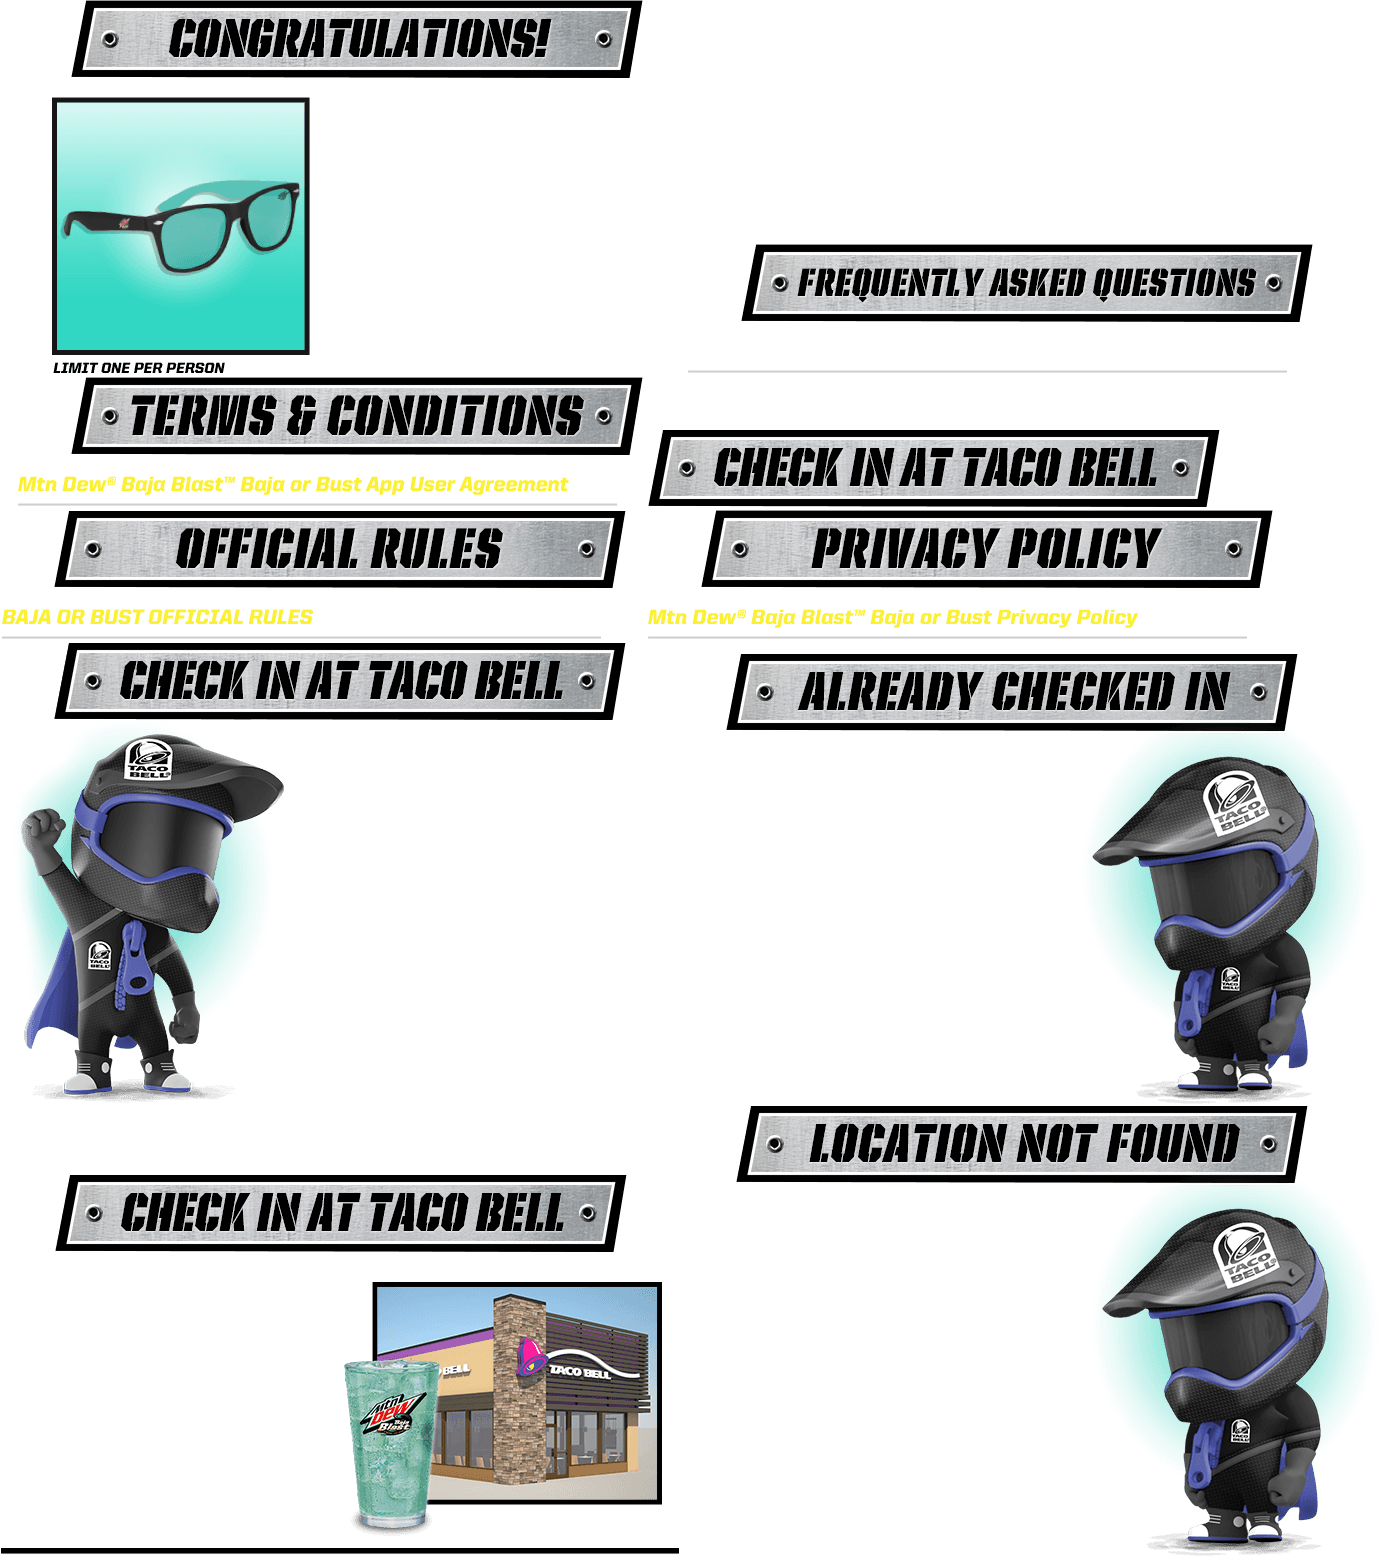 CONGRATULATIONS!
LIMIT ONE PER PERSON
FREQUENTLY ASKED QUESTIONS
TERMS & CONDITIONS
Mtn Dew® Baja Blast™ Baja or Bust App User Agreement
CHECK IN AT TACO BELL
OFFICIAL RULES
PRIVACY POLICY
BAJA OR BUST OFFICIAL RULES
Mtn Dew® Baja Blast™ Baja or Bust Privacy Policy
CHECK IN AT TACO BELL
ALREADY CHECKED IN
TACO
BELL
TACO
BELL
TACO
BELL
TACO
BELL
LOCATION NOT FOUND
CHECK IN AT TACO BELL
TACO
BELL
BELL
TACO BELL
Mtn
DEW
Baja
Blast
TACO
BELL